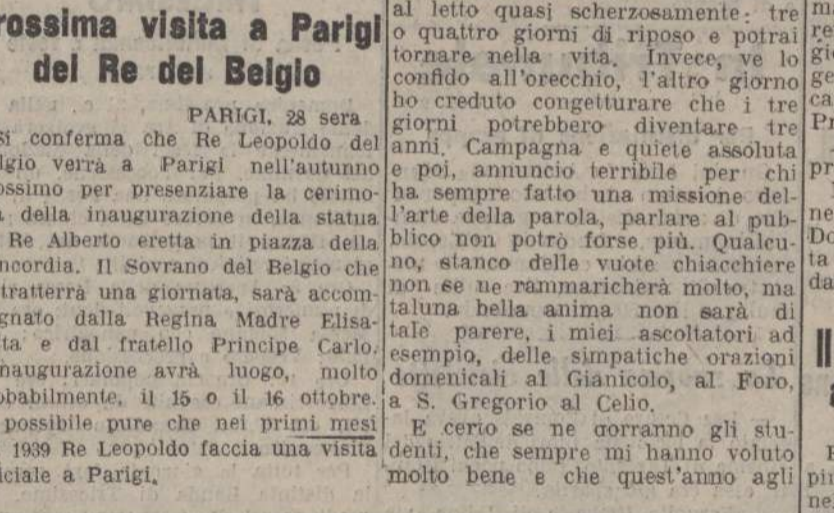 rossima visita a Parigi
del Re del Belgio
PARIGI, 28 sera
si conferma che Re Leopoldo del
elgio verrà a Parigi nell'autunno
ossimo per presenziare la cerimo-
a della inaugurazione della statua
Re Alberto eretta in piazza della
ncordia. Il Sovrano del Belgio che
tratterrà una giornata, sarà accom-
gnato dalla Regina Madre Elisa-
ta e dal fratello Principe Carlo.
naugurazione avrà luogo, molto
obabilmente, il 15 o il 16 ottobre.
possibile pure che nei primi mesi
1939 Re Leopoldo faccia una visita
iciale a Parigi.
al letto quasi scherzosamente: tre
o quattro giorni di riposo e potrai
tornare nella vita. Invece, ve lo
confido all'orecchio, l'altro giorno
ho creduto congetturare che i tre
giorni potrebbero diventare tre
anni. Campagna e quiete assoluta
e poi, annuncio terribile per chi
ha sempre fatto una missione del-
l'arte della parola, parlare al pub-
blico non potrò forse più. Qualcu-
no, stanco delle vuote chiacchiere
non se ne rammaricherà molto, ma
taluna bella anima non sarà di
tale parere, i miei ascoltatori ad
esempio, delle simpatiche orazioni
domenicali al Gianicolo, al Foro,
a S. Gregorio al Celio.
E certo se ne dorranno gli stu-
denti, che sempre mi hanno voluto
molto bene e che quest'anno agli